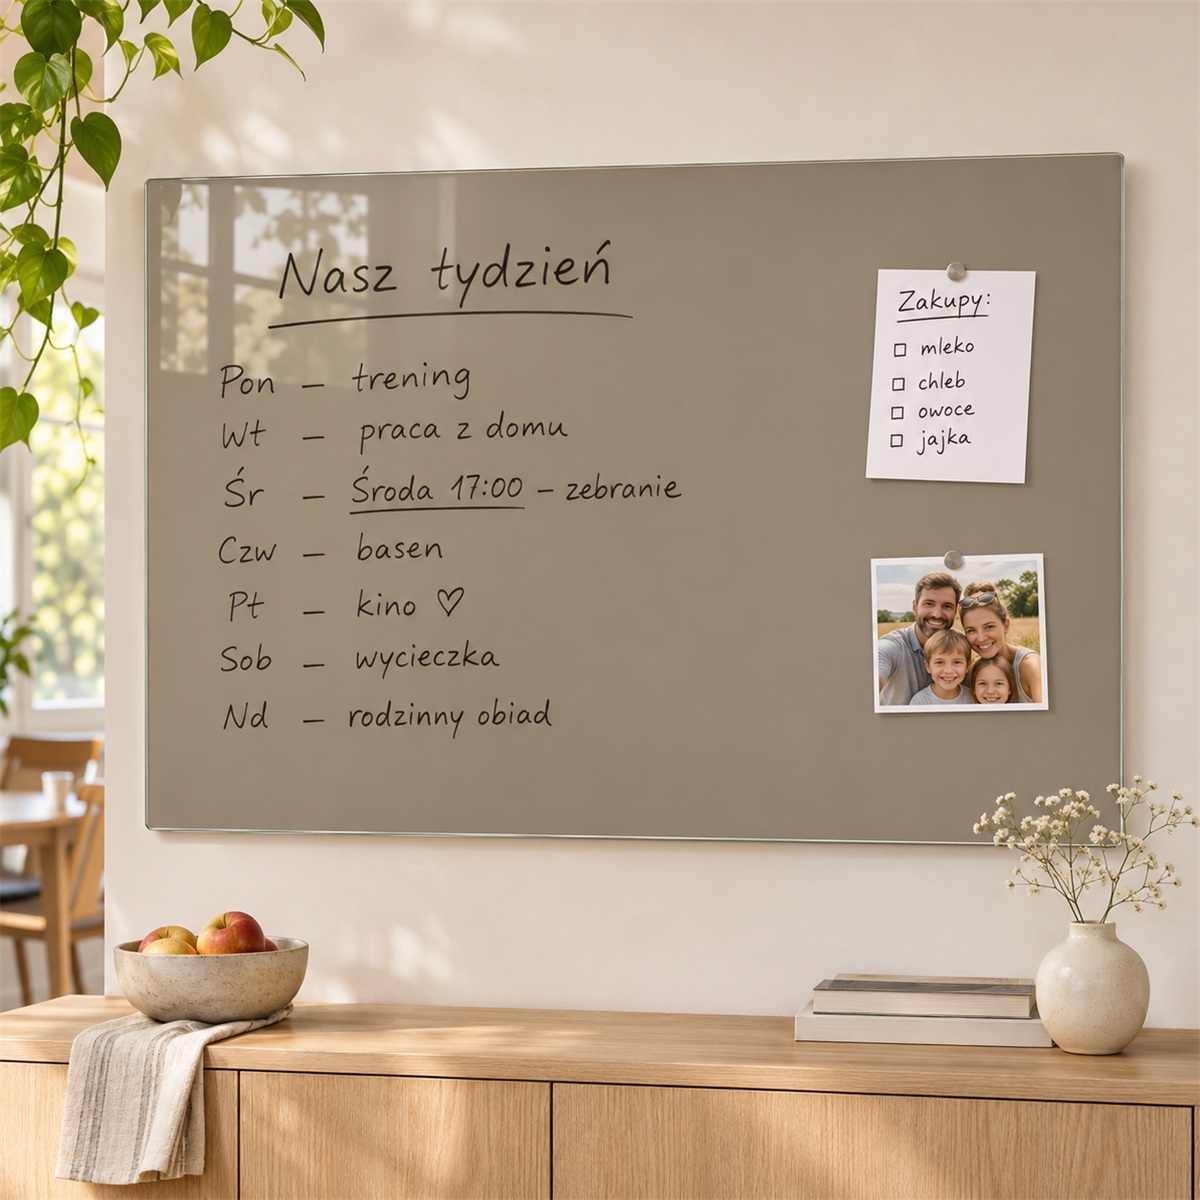 Nasz tydzień
Pon – trening
Wt – praca z domu
Śr – Środa 17:00 – zebranie
Czw – basen
Pt – kino ♡
Sob – wycieczka
Nd – rodzinny obiad
Zakupy:
☐ mleko
☐ chleb
☐ owoce
☐ jajka